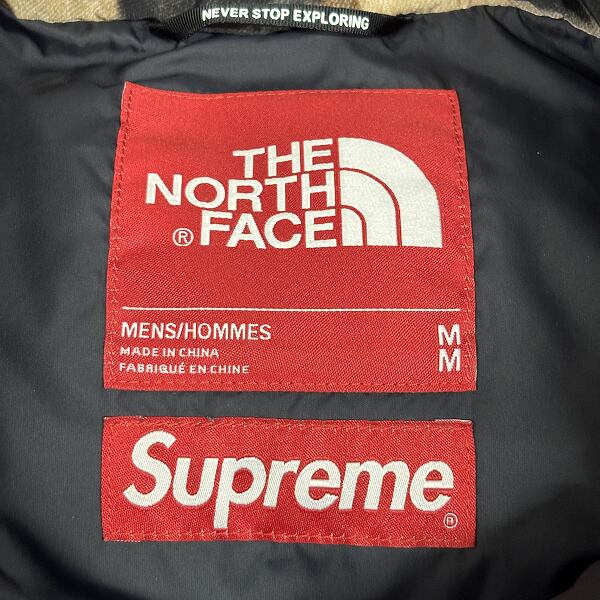 NEVER STOP EXPLORING
THE
NORTH
® FACE
MENS/HOMMES M
MADE IN CHINA M
FABRIQUÉ EN CHINE
Supreme ®